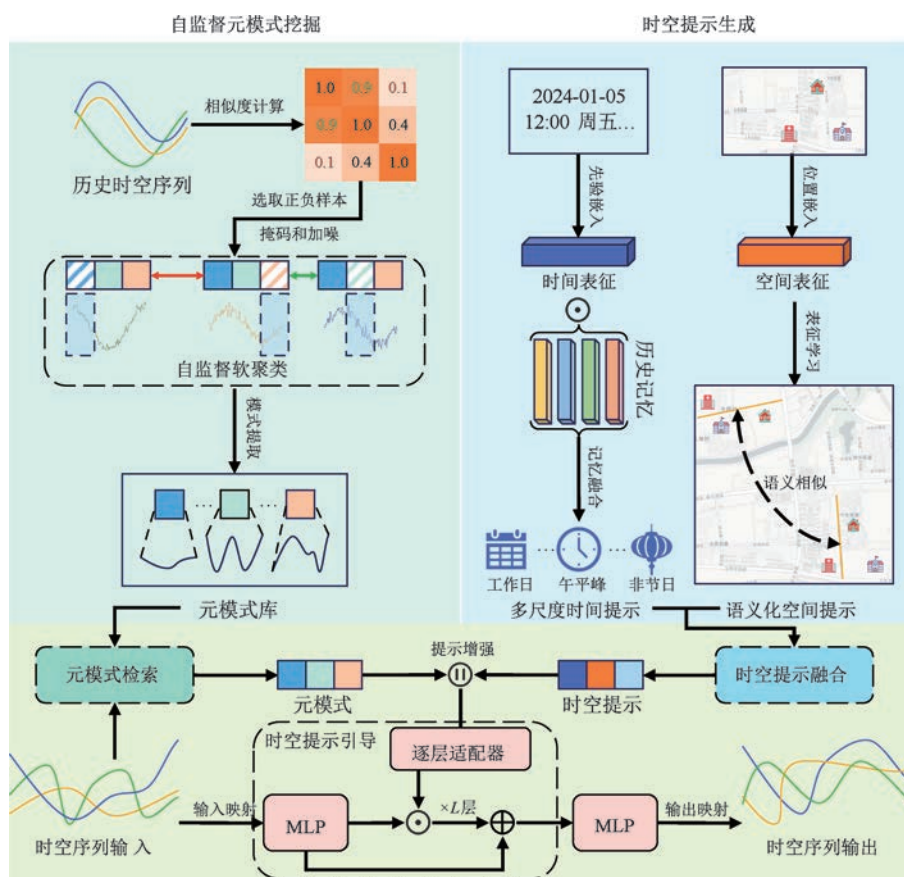 自监督元模式挖掘
时空提示生成
相似度计算
1.0 0.9 0.1
0.9 1.0 0.4
0.1 0.4 1.0
历史时空序列
选取正负样本
掩码和加噪
自监督软聚类
模式提取
元模式库
2024-01-05
12:00 周五…
先验嵌入
位置嵌入
时间表征
空间表征
历史记忆
表征学习
记忆融合
语义相似
工作日
午平峰
非节日
多尺度时间提示
语义化空间提示
元模式检索
元模式
提示增强
时空提示
时空提示融合
时空提示引导
逐层适配器
时空序列输入
输入映射
MLP
×L层
MLP
输出映射
时空序列输出